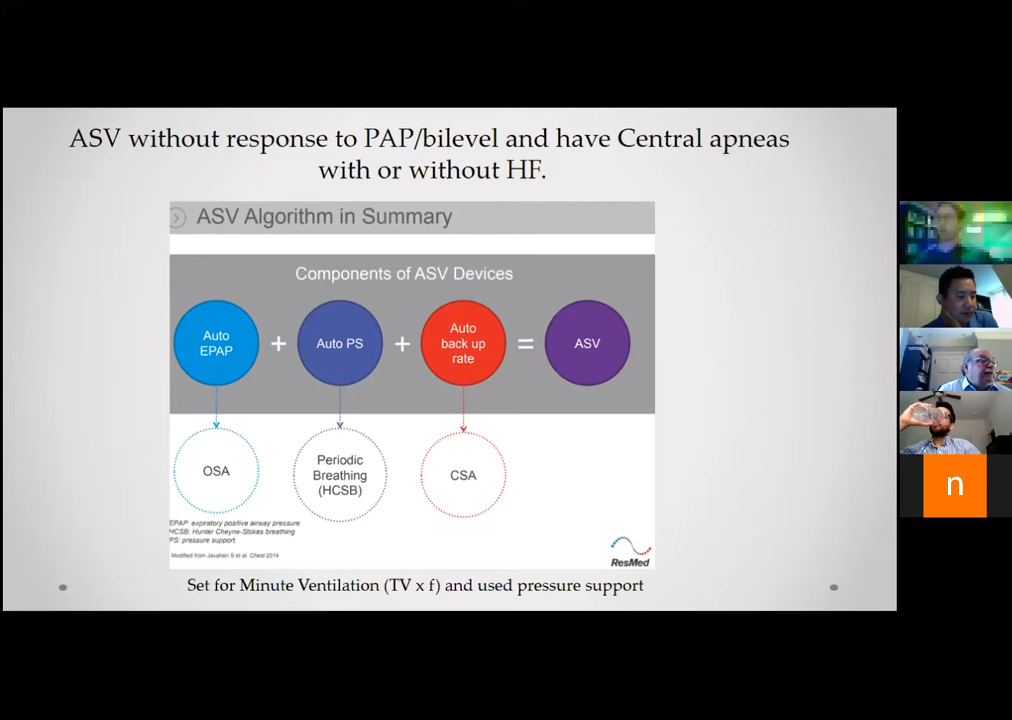 ASV without response to PAP/bilevel and have Central apneas
with or without HF.
ASV Algorithm in Summary
Components of ASV Devices
Auto
EPAP
+
Auto PS
+
Auto
back up
rate
=
ASV
OSA
Periodic
Breathing
(HCSB)
CSA
EPAP: expiratory positive airway pressure
HCSB: Hunter Cheyne-Stokes breathing
PS: pressure support
Modified from Javaheri S et al. Chest 2014
ResMed
Set for Minute Ventilation (TV x f) and used pressure support
n